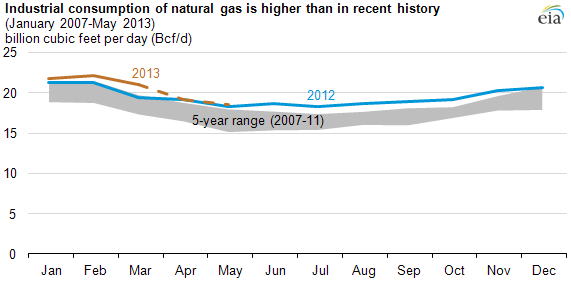 Industrial consumption of natural gas is higher than in recent history
(January 2007-May 2013)
billion cubic feet per day (Bcf/d)
eia
25
20
15
10
5
0
2013
2012
5-year range (2007-11)
Jan Feb Mar Apr May Jun Jul Aug Sep Oct Nov Dec